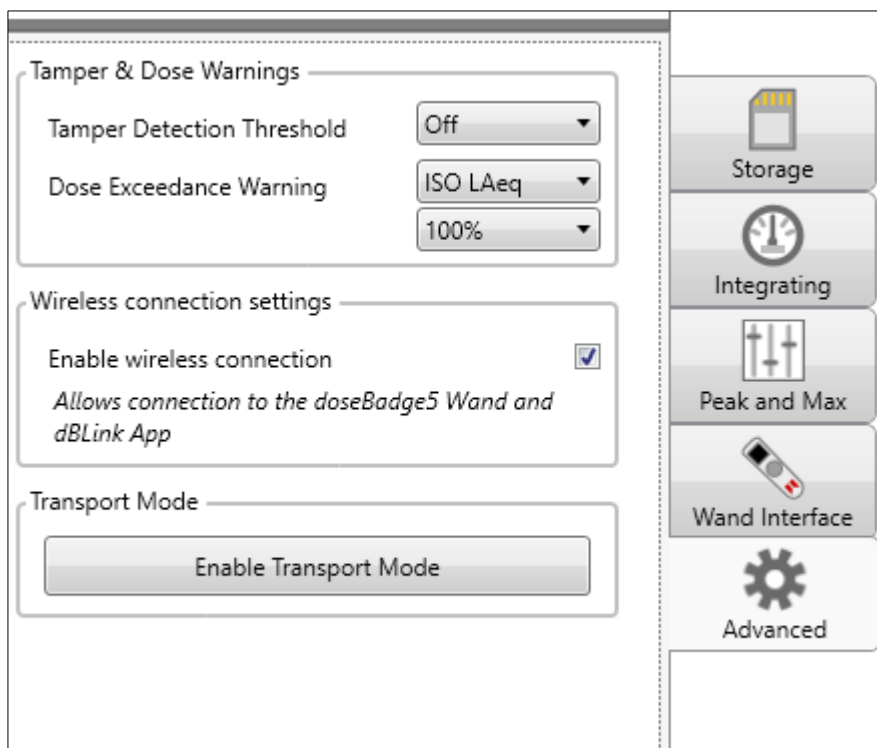 Tamper & Dose Warnings
Tamper Detection Threshold
Off
Dose Exceedance Warning
ISO LAeq
100%
Wireless connection settings
Enable wireless connection
Allows connection to the doseBadge5 Wand and
dBLink App
Transport Mode
Enable Transport Mode
Storage
Integrating
Peak and Max
Wand Interface
Advanced